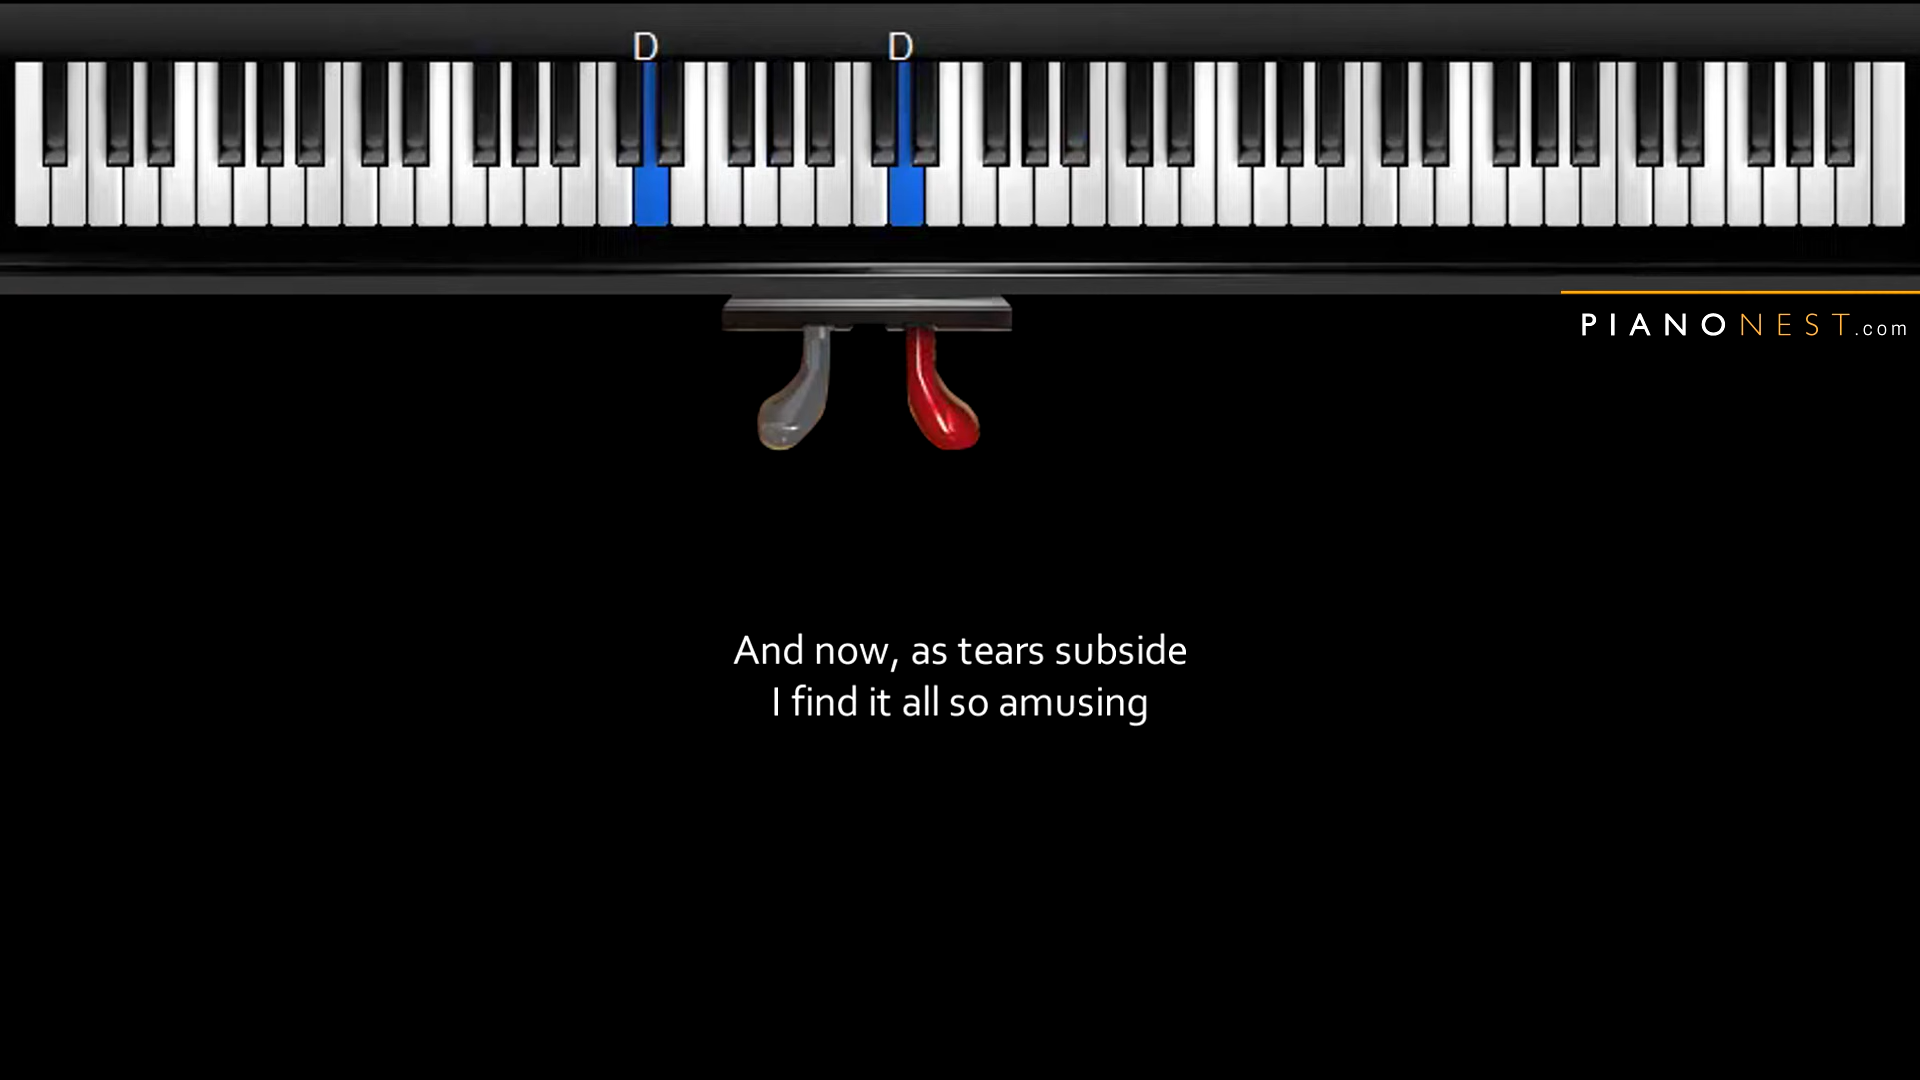 D D
PIANONEST.com
And now, as tears subside
I find it all so amusing